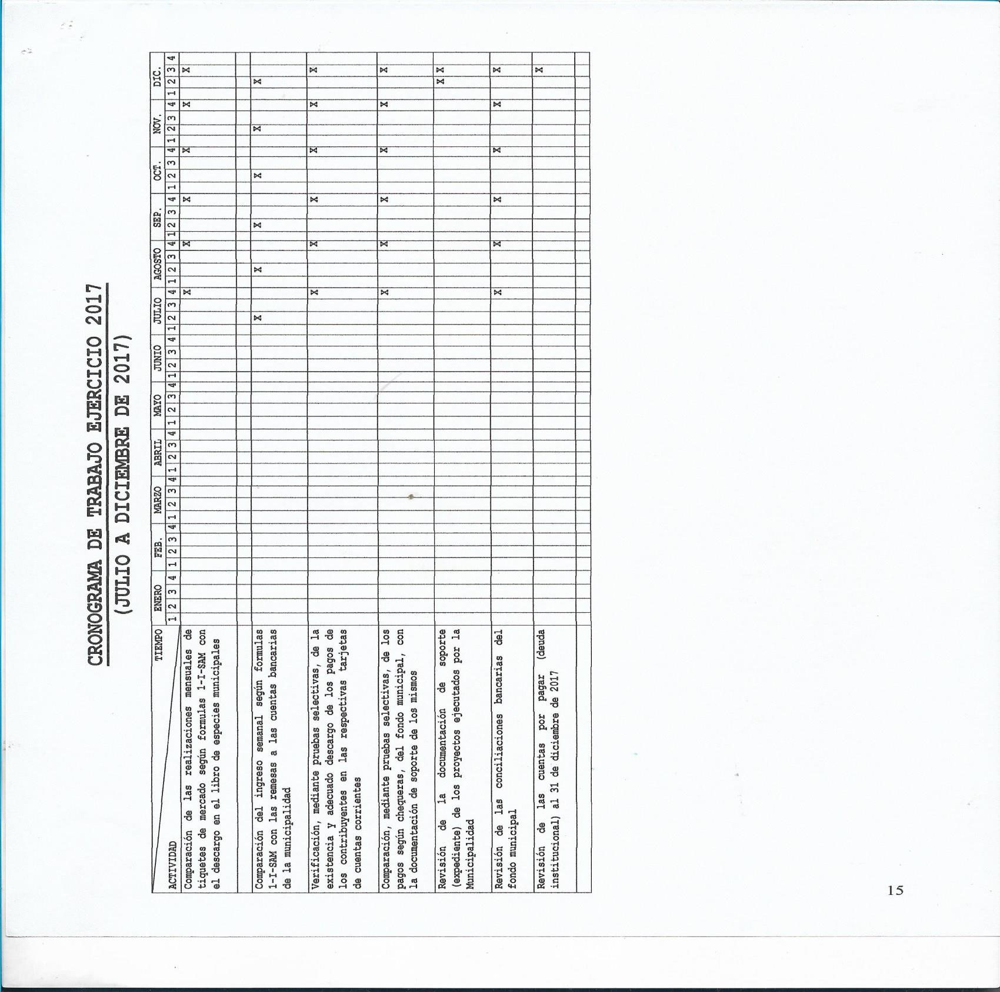 CRONOGRAMA DE TRABAJO EJERCICIO 2017
(JULIO A DICIEMBRE DE 2017)
TIEMPO ENERO FEB. MARZO ABRIL MAYO JUNIO JULIO AGOSTO SEP. OCT. NOV. DIC.
ACTIVIDAD 1 2 3 4 1 2 3 4 1 2 3 4 1 2 3 4 1 2 3 4 1 2 3 4 1 2 3 4 1 2 3 4 1 2 3 4 1 2 3 4 1 2 3 4 1 2 3 4
Comparación de las realizaciones mensuales de X X X X X X
tiquetes de mercado según formulas 1-I-SAM con
el descargo en el libro de especies municipales
Comparación del ingreso semanal según formulas X X X X X X
1-I-SAM con las remesas a las cuentas bancarias
de la municipalidad
Verificación, mediante pruebas selectivas, de la X X X X X X
existencia y adecuado descargo de los pagos de
los contribuyentes en las respectivas tarjetas
de cuentas corrientes
Comparación, mediante pruebas selectivas, de los X X X X X X
pagos según chequeras, del fondo municipal, con
la documentación de soporte de los mismos
Revisión de la documentación de soporte X X
(expediente) de los proyectos ejecutados por la
Municipalidad
Revisión de las conciliaciones bancarias del X X X X X X
fondo municipal
Revisión de las cuentas por pagar (deuda X
institucional) al 31 de diciembre de 2017
15